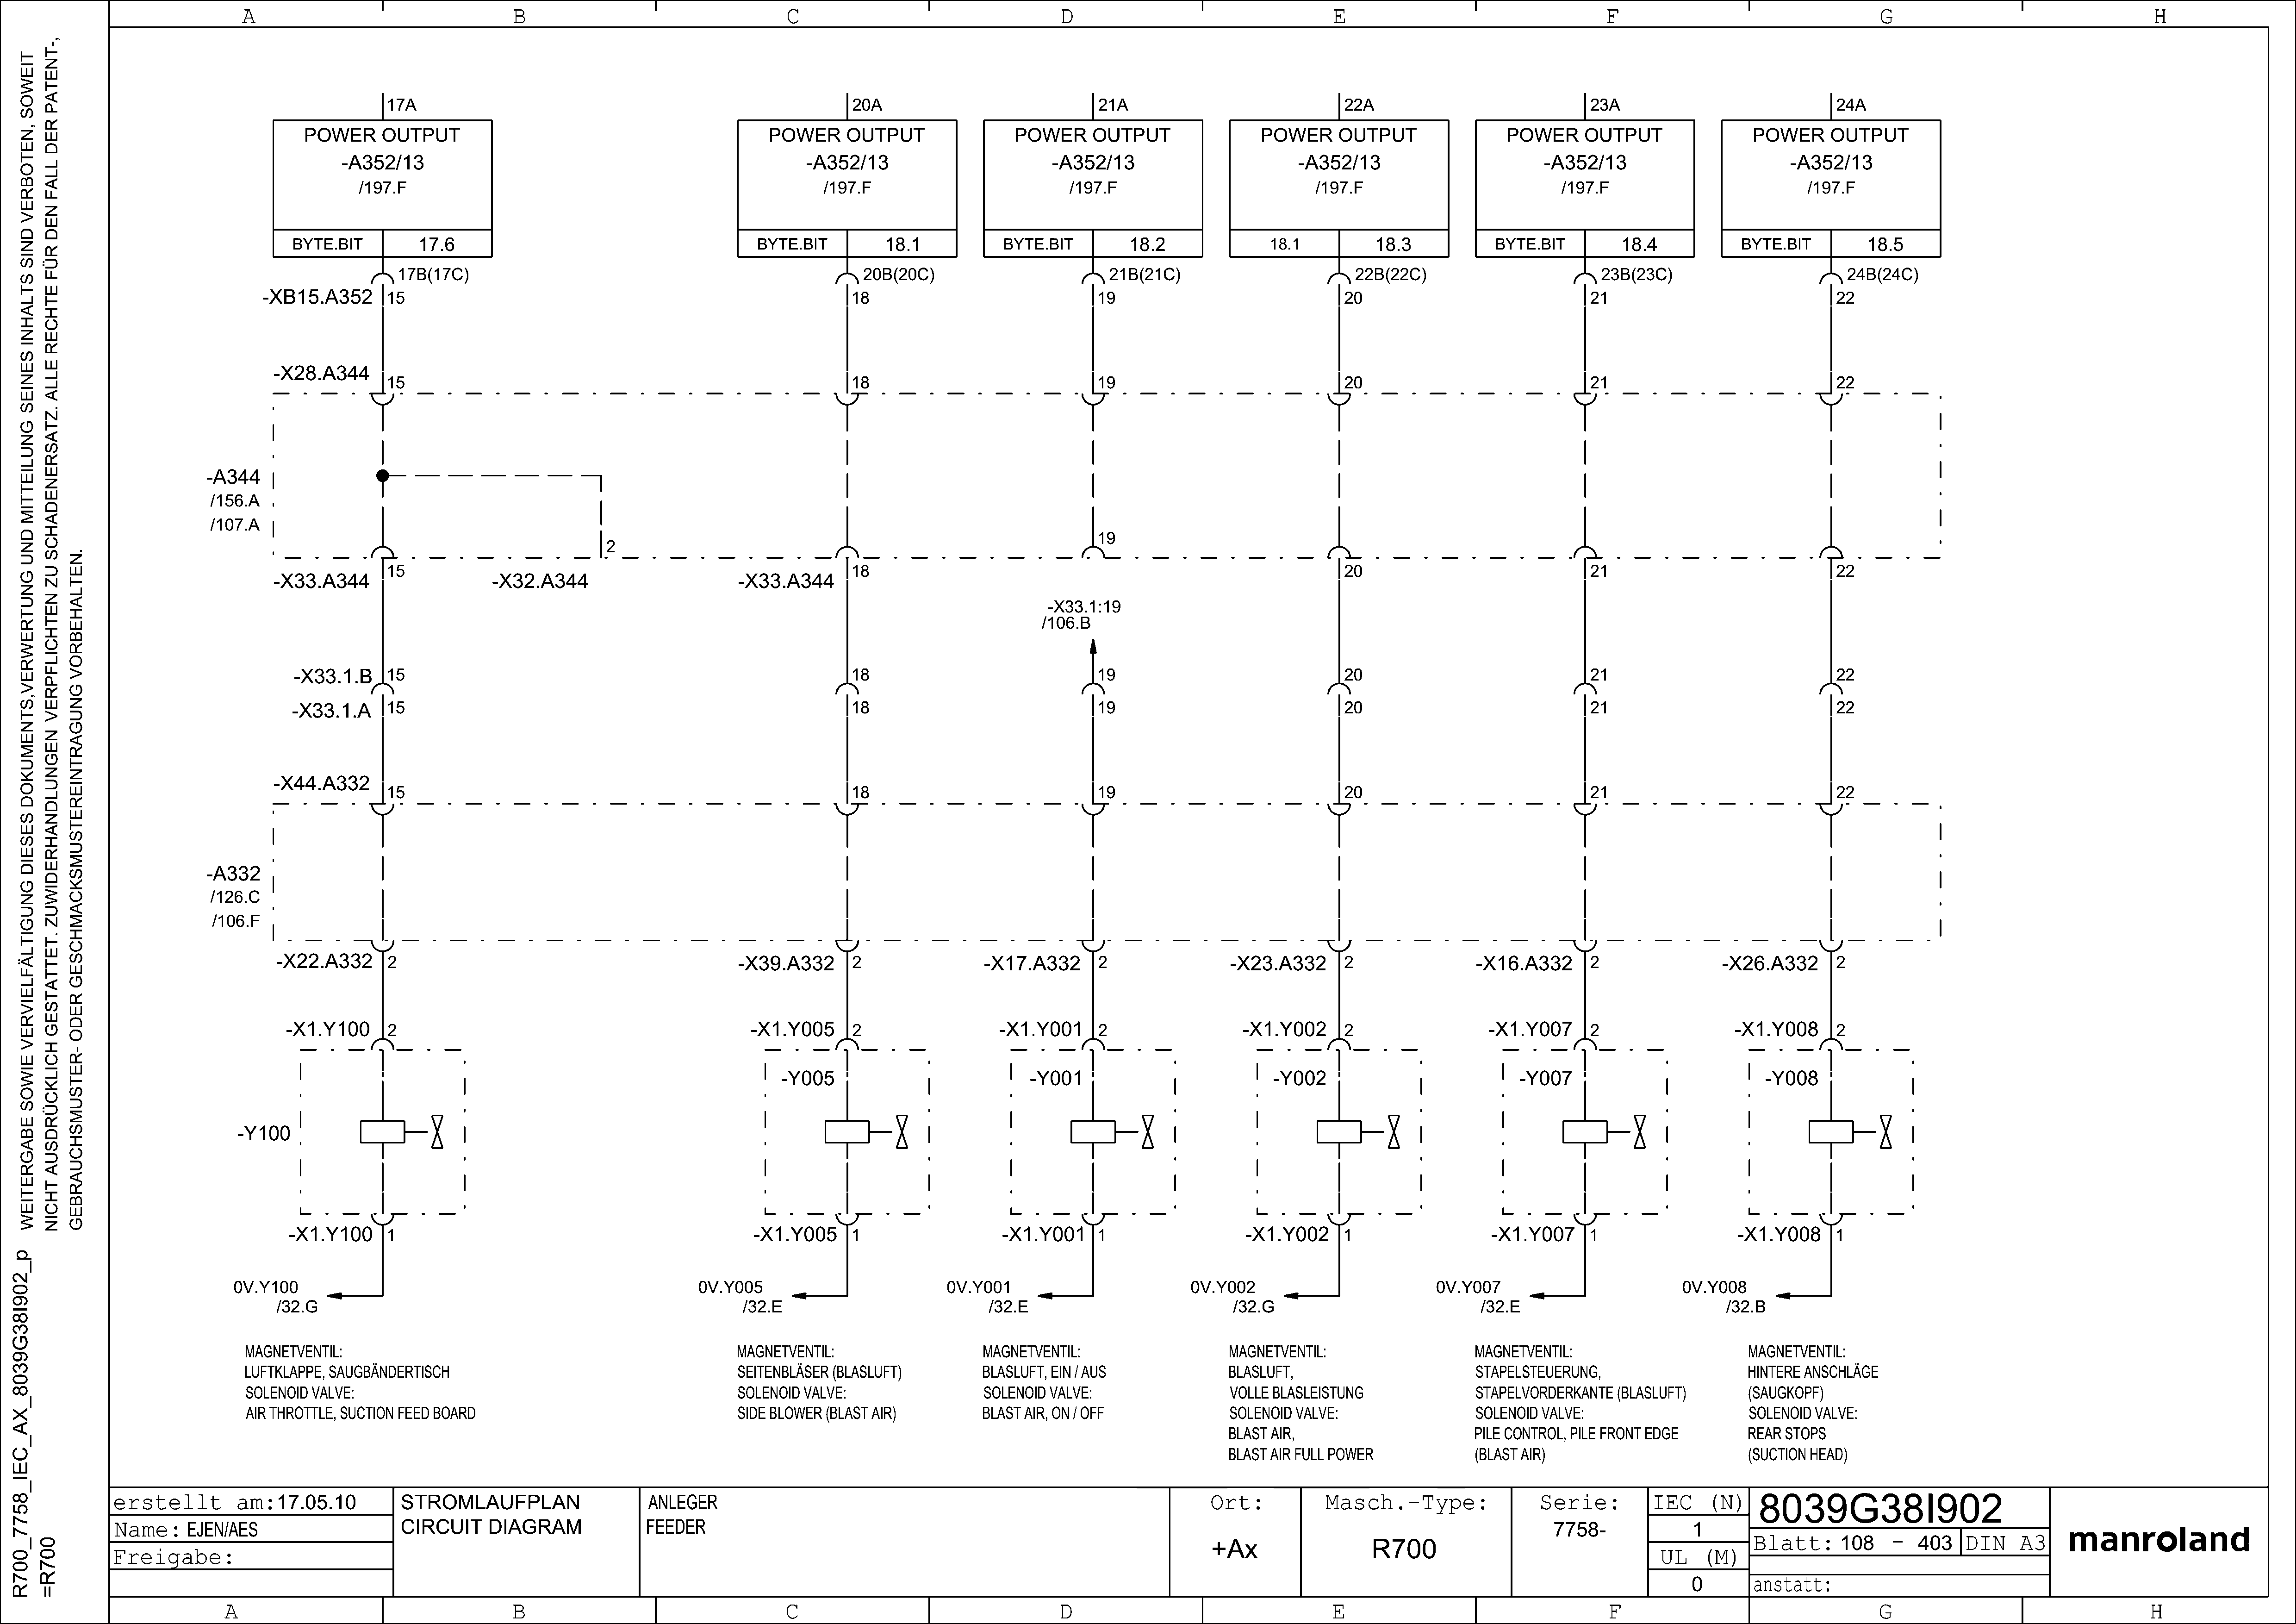 A B C D E F G H
WEITERGABE SOWIE VERVIELFÄLTIGUNG DIESES DOKUMENTS,VERWERTUNG UND MITTEILUNG SEINES INHALTS SIND VERBOTEN, SOWEIT
NICHT AUSDRÜCKLICH GESTATTET. ZUWIDERHANDLUNGEN VERPFLICHTEN ZU SCHADENERSATZ. ALLE RECHTE FÜR DEN FALL DER PATENT-,
GEBRAUCHSMUSTER- ODER GESCHMACKSMUSTEREINTRAGUNG VORBEHALTEN.
R700_7758_IEC_AX_8039G38I902_p
=R700
17A 20A 21A 22A 23A 24A
POWER OUTPUT POWER OUTPUT POWER OUTPUT POWER OUTPUT POWER OUTPUT POWER OUTPUT
-A352/13 -A352/13 -A352/13 -A352/13 -A352/13 -A352/13
/197.F /197.F /197.F /197.F /197.F /197.F
BYTE.BIT 17.6 BYTE.BIT 18.1 BYTE.BIT 18.2 18.1 18.3 BYTE.BIT 18.4 BYTE.BIT 18.5
17B(17C) 20B(20C) 21B(21C) 22B(22C) 23B(23C) 24B(24C)
-XB15.A352 15 18 19 20 21 22
-X28.A344 15 18 19 20 21 22
-A344
/156.A
/107.A
2 19
-X33.A344 15 -X32.A344 -X33.A344 18 20 21 22
-X33.1:19
/106.B
-X33.1.B 15 18 19 20 21 22
-X33.1.A 15 18 19 20 21 22
-X44.A332 15 18 19 20 21 22
-A332
/126.C
/106.F
-X22.A332 2 -X39.A332 2 -X17.A332 2 -X23.A332 2 -X16.A332 2 -X26.A332 2
-X1.Y100 2 -X1.Y005 2 -X1.Y001 2 -X1.Y002 2 -X1.Y007 2 -X1.Y008 2
-Y005 -Y001 -Y002 -Y007 -Y008
-Y100
-X1.Y100 1 -X1.Y005 1 -X1.Y001 1 -X1.Y002 1 -X1.Y007 1 -X1.Y008 1
0V.Y100 0V.Y005 0V.Y001 0V.Y002 0V.Y007 0V.Y008
/32.G /32.E /32.E /32.G /32.E /32.B
MAGNETVENTIL:
LUFTKLAPPE, SAUGBÄNDERTISCH
SOLENOID VALVE:
AIR THROTTLE, SUCTION FEED BOARD
MAGNETVENTIL:
SEITENBLÄSER (BLASLUFT)
SOLENOID VALVE:
SIDE BLOWER (BLAST AIR)
MAGNETVENTIL:
BLASLUFT, EIN / AUS
SOLENOID VALVE:
BLAST AIR, ON / OFF
MAGNETVENTIL:
BLASLUFT,
VOLLE BLASLEISTUNG
SOLENOID VALVE:
BLAST AIR,
BLAST AIR FULL POWER
MAGNETVENTIL:
STAPELSTEUERUNG,
STAPELVORDERKANTE (BLASLUFT)
SOLENOID VALVE:
PILE CONTROL, PILE FRONT EDGE
(BLAST AIR)
MAGNETVENTIL:
HINTERE ANSCHLÄGE
(SAUGKOPF)
SOLENOID VALVE:
REAR STOPS
(SUCTION HEAD)
erstellt am:17.05.10
Name: EJEN/AES
Freigabe:
STROMLAUFPLAN
CIRCUIT DIAGRAM
ANLEGER
FEEDER
Ort:
+Ax
Masch.-Type:
R700
Serie:
7758-
IEC (N)
1
UL (M)
0
8039G38I902
Blatt: 108 - 403 DIN A3
anstatt:
manroland
A B C D E F G H